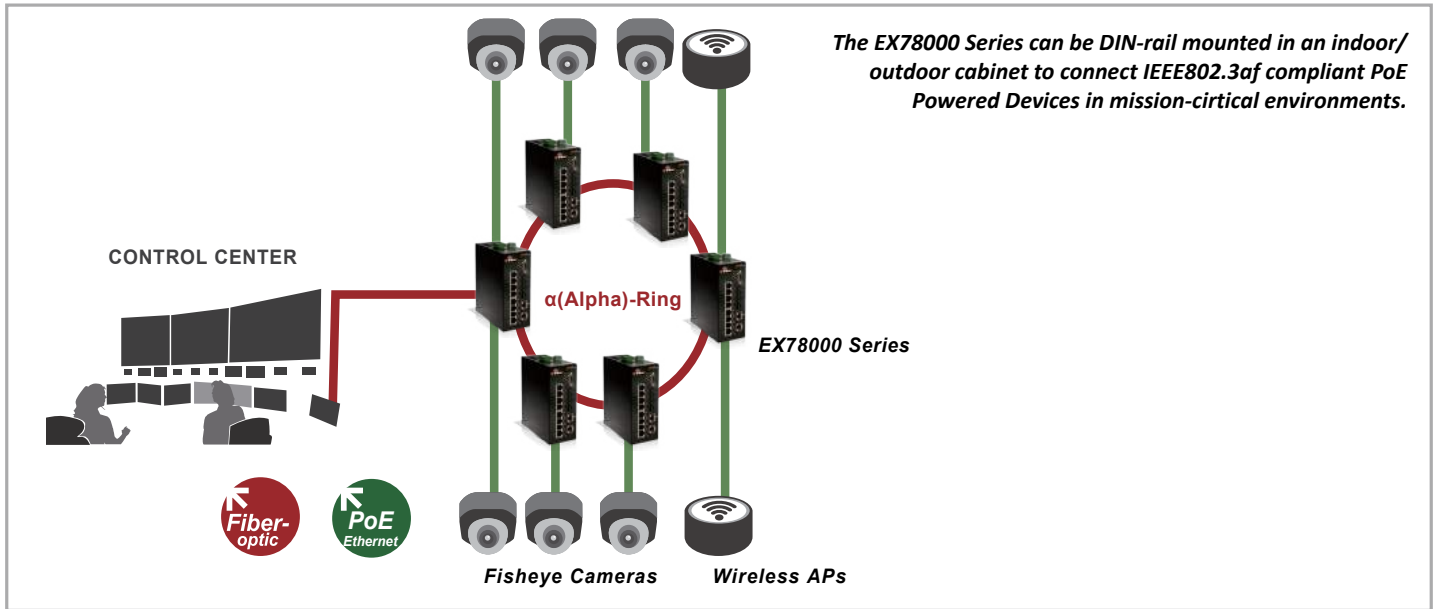 The EX78000 Series can be DIN-rail mounted in an indoor/
outdoor cabinet to connect IEEE802.3af compliant PoE
Powered Devices in mission-cirtical environments.
CONTROL CENTER
α(Alpha)-Ring
EX78000 Series
Fiber-
optic
PoE
Ethernet
Fisheye Cameras
Wireless APs